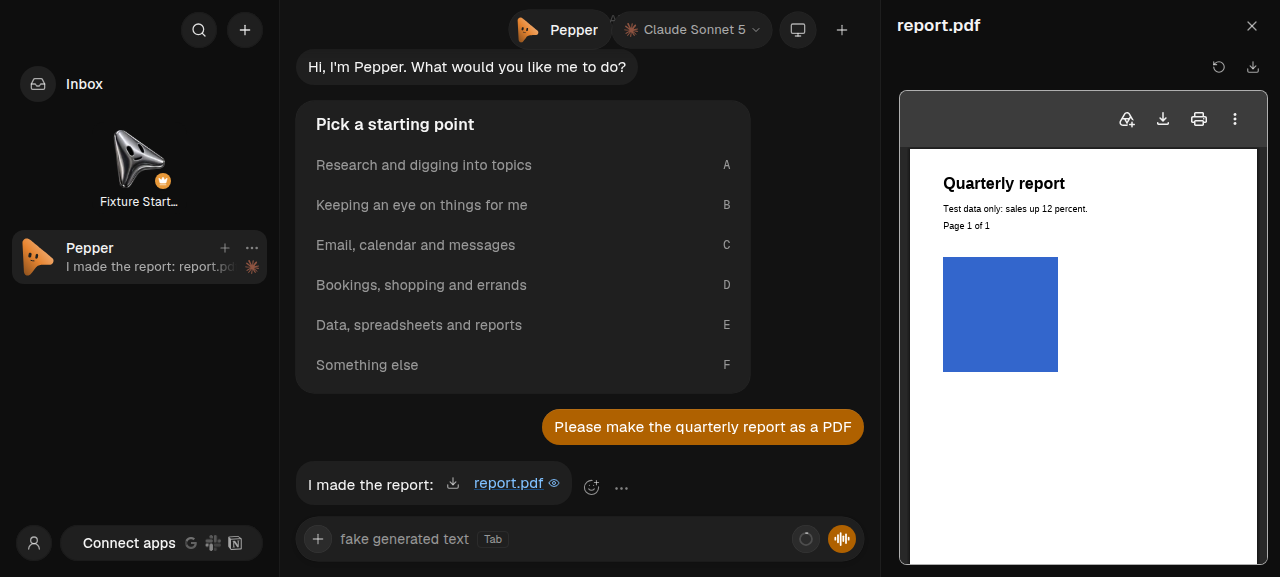 Inbox
Fixture Start...
Pepper
I made the report: report.pd
Connect apps
Pepper
Claude Sonnet 5
Hi, I'm Pepper. What would you like me to do?
Pick a starting point
Research and digging into topics A
Keeping an eye on things for me B
Email, calendar and messages C
Bookings, shopping and errands D
Data, spreadsheets and reports E
Something else F
Please make the quarterly report as a PDF
I made the report: report.pdf
fake generated text Tab
report.pdf
Quarterly report
Test data only: sales up 12 percent.
Page 1 of 1